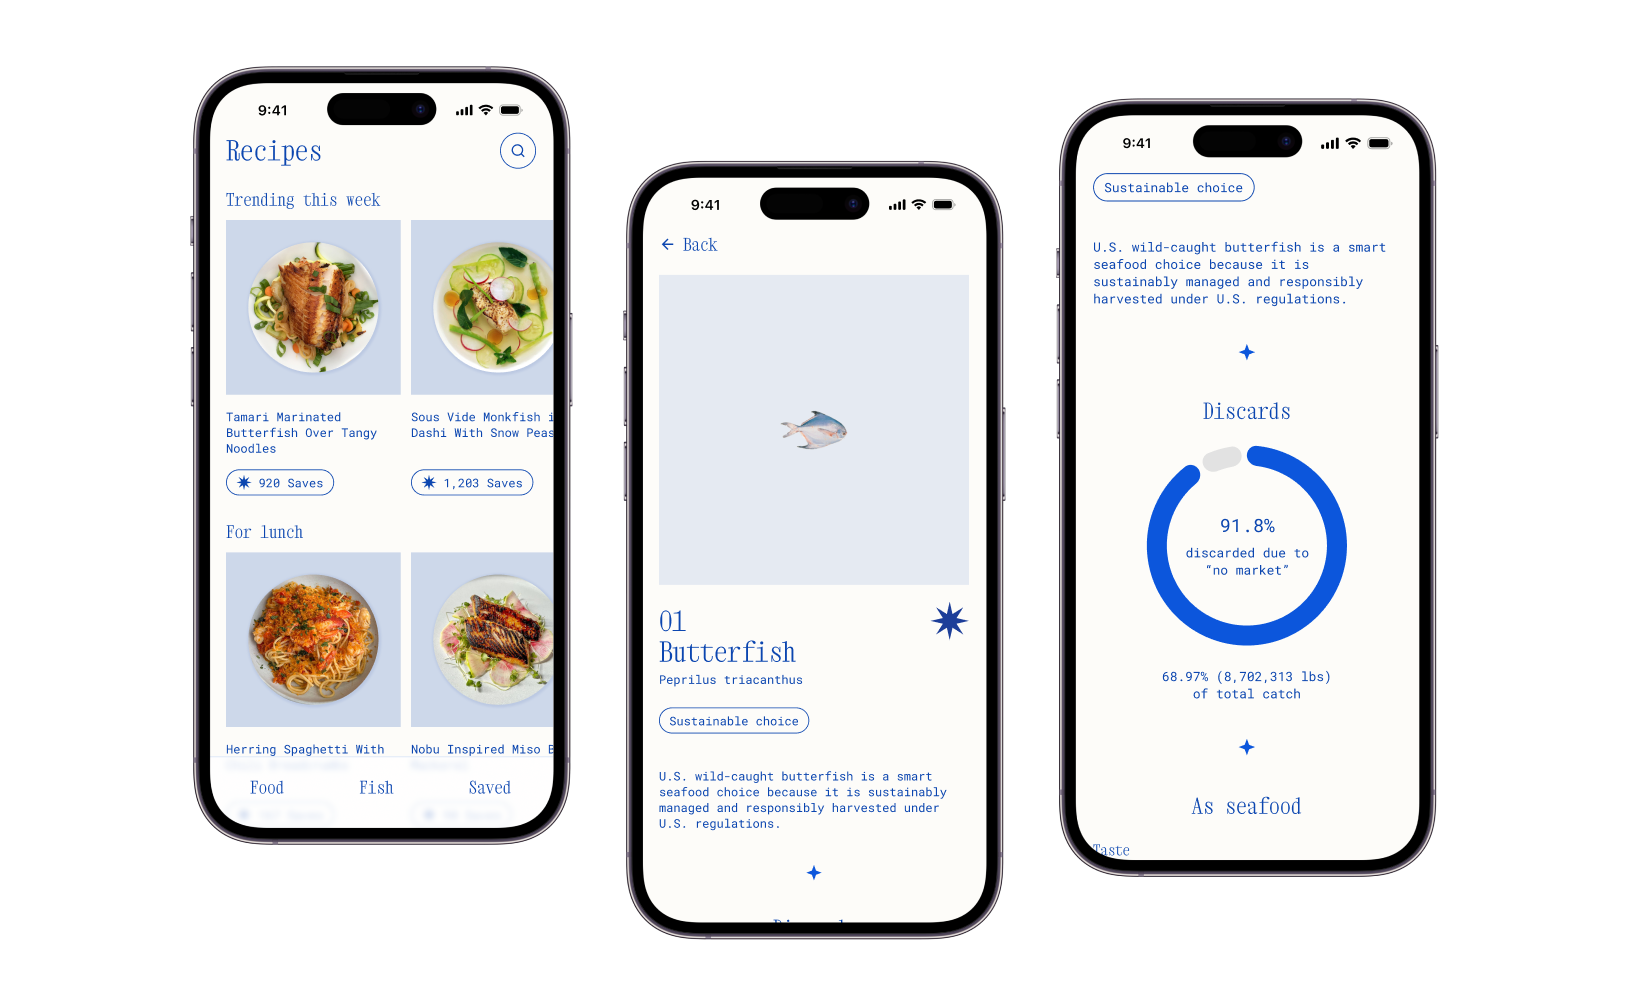 9:41
Recipes
Trending this week
Tamari Marinated
Butterfish Over Tangy
Noodles
920 Saves
Sous Vide Monkfish
Dashi With Snow Peas
1,203 Saves
For lunch
Herring Spaghetti With
Nobu Inspired Miso
Food
Fish
Saved
9:41
Back
01
Butterfish
Peprilus triacanthus
Sustainable choice
U.S. wild-caught butterfish is a smart
seafood choice because it is sustainably
managed and responsibly harvested under
U.S. regulations.
9:41
Sustainable choice
U.S. wild-caught butterfish is a smart
seafood choice because it is
sustainably managed and responsibly
harvested under U.S. regulations.
Discards
91.8%
discarded due to
“no market”
68.97% (8,702,313 lbs)
of total catch
As seafood
Taste